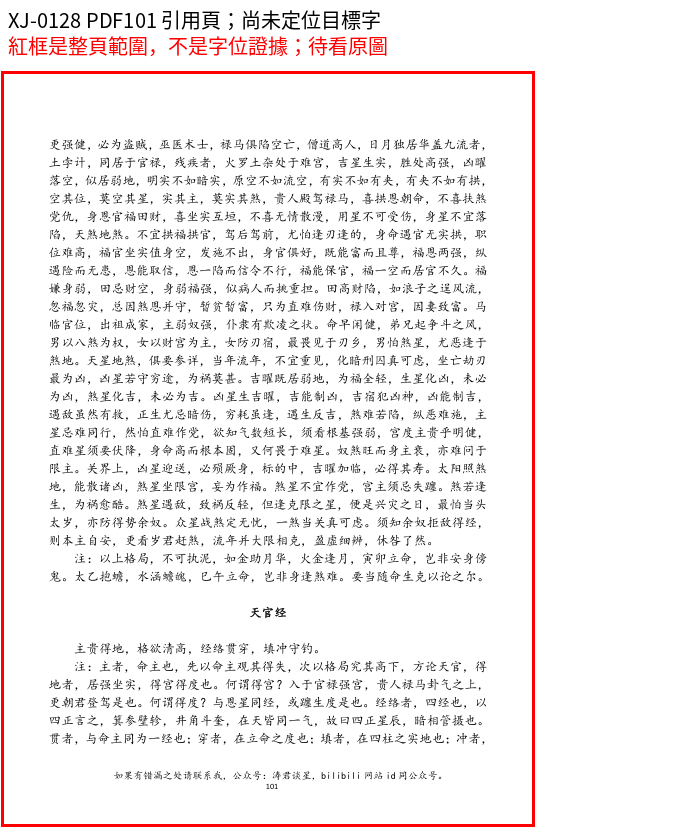 XJ-0128 PDF101 引用頁；尚未定位目標字
紅框是整頁範圍，不是字位證據；待看原圖
更强健，必为盗贼，巫医术士，禄马俱陷空亡，僧道高人，日月独居华盖九流者，
土孛计，同居于官禄，残疾者，火罗土杂处于难宫，吉星生实，胜处高强，凶曜
落空，似居弱地，明实不如暗实，原空不如流空，有实不如有夹，有夹不如有拱，
空其位，莫空其星，实其主，莫实其煞，贵人殿驾禄马，喜拱恩朝命，不喜扶煞
党仇，身恩官福田财，喜坐实互垣，不喜无情散漫，用星不可受伤，身星不宜落
陷，天煞地煞。不宜拱福拱官，驾后驾前，尤怕逢刃逢的，身命遇官无实拱，职
位难高，福官坐实值身空，发施不出，身官俱好，既能富而且尊，福恩两强，纵
遇险而无恙，恩能取信，恩一陷而信令不行，福能保官，福一空而居官不久。福
嫌身弱，田忌财空，身弱福强，似病人而挑重担。田高财陷，如浪子之逞风流，
忽福忽灾，总因煞恩并守，暂贫暂富，只为直难伤财，禄入对宫，因妻致富。马
临官位，出祖成家，主弱奴强，仆隶有欺凌之状。命早闲健，弟兄起争斗之风，
男以八煞为权，女以财宫为主，女防刃宿，最畏见于刃乡，男怕煞星，尤恶逢于
煞地。天星地煞，俱要参详，当年流年，不宜重见，化暗刑囚真可虑，坐亡劫刃
最为凶，凶星若守穷途，为祸莫甚。吉曜既居弱地，为福全轻，生星化凶，未必
为凶，煞星化吉，未必为吉。凶星生吉曜，吉能制凶，吉宿犯凶神，凶能制吉，
遇敌虽然有救，正生尤忌暗伤，穷耗虽逢，遇生反吉，煞难若陷，纵恶难施，主
星忌难同行，然怕直难作党，欲知气数短长，须看根基强弱，宫度主贵乎明健，
直难星须要伏降，身命高而根本固，又何畏于难星。奴煞旺而身主衰，亦难问于
限主。关界上，凶星迎送，必殒厥身，标的中，吉曜加临，必得其寿。太阳照煞
地，能散诸凶，煞星坐限宫，妄为作福。煞星不宜作党，宫主须忌失躔。煞若逢
生，为祸愈酷。煞星遇敌，致祸反轻，但逢克限之星，便是兴灾之日，最怕当头
太岁，亦防得势余奴。众星战煞定无忧，一煞当关真可虑。须知余奴拒敌得经，
则本主自安，更看岁君赶煞，流年并大限相克，盈虚细辨，休咎了然。
注：以上格局，不可执泥，如金助月华，火金逢月，寅卯立命，岂非安身傍
鬼。太乙抱蟾，水涵蟾魄，巳午立命，岂非身逢煞难。要当随命生克以论之尔。
天官经
主贵得地，格欲清高，经络贯穿，填冲守钓。
注：主者，命主也，先以命主观其得失，次以格局究其高下，方论天官，得
地者，居强坐实，得宫得度也。何谓得宫？入于官禄强宫，贵人禄马卦气之上，
更朝君登驾是也。何谓得度？与恩星同经，或躔生度是也。经络者，四经也，以
四正言之，箕参壁轸，井角斗奎，在天皆同一气，故曰四正星辰，暗相管摄也。
贯者，与命主同为一经也；穿者，在立命之度也；填者，在四柱之实地也；冲者，
如果有错漏之处请联系我，公众号：涛君谈星，bilibili 网站 id 同公众号。
101